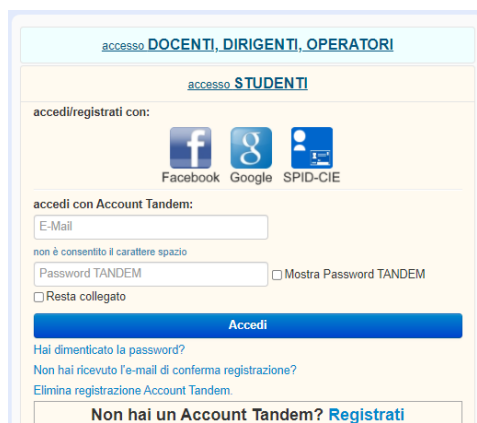 accesso DOCENTI, DIRIGENTI, OPERATORI
accesso STUDENTI
accedi/registrati con:
Facebook Google SPID-CIE
accedi con Account Tandem:
E-Mail
non è consentito il carattere spazio
Password TANDEM Mostra Password TANDEM
Resta collegato
Accedi
Hai dimenticato la password?
Non hai ricevuto l'e-mail di conferma registrazione?
Elimina registrazione Account Tandem.
Non hai un Account Tandem? Registrati